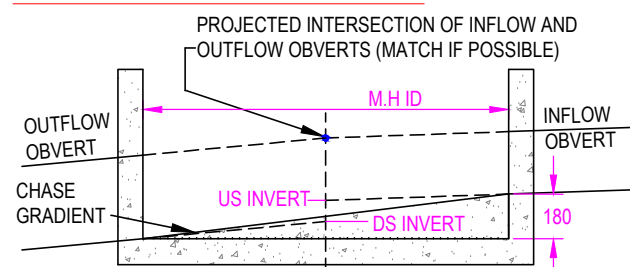 PROJECTED INTERSECTION OF INFLOW AND
OUTFLOW OBVERTS (MATCH IF POSSIBLE)
M.H ID
OUTFLOW
OBVERT
INFLOW
OBVERT
CHASE
GRADIENT
US INVERT
DS INVERT
180